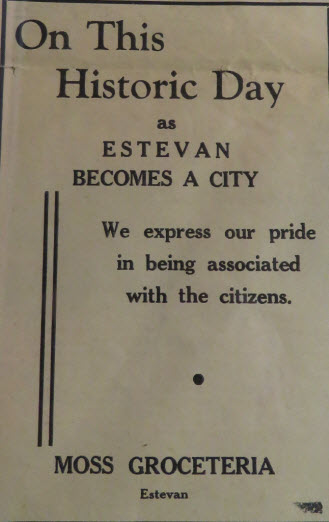 On This
Historic Day
as
ESTEVAN
BECOMES A CITY
We express our pride
in being associated
with the citizens.
MOSS GROCETERIA
Estevan